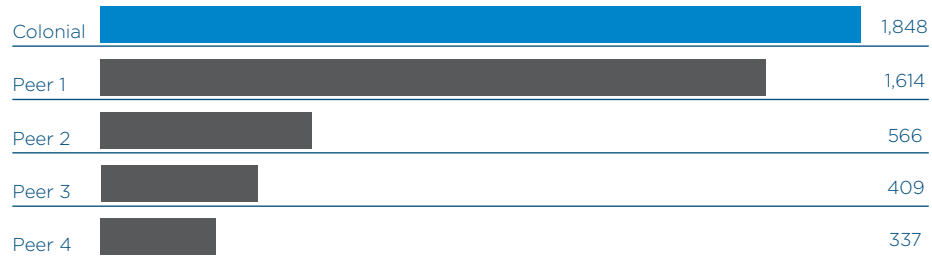 Colonial 1,848
Peer 1 1,614
Peer 2 566
Peer 3 409
Peer 4 337